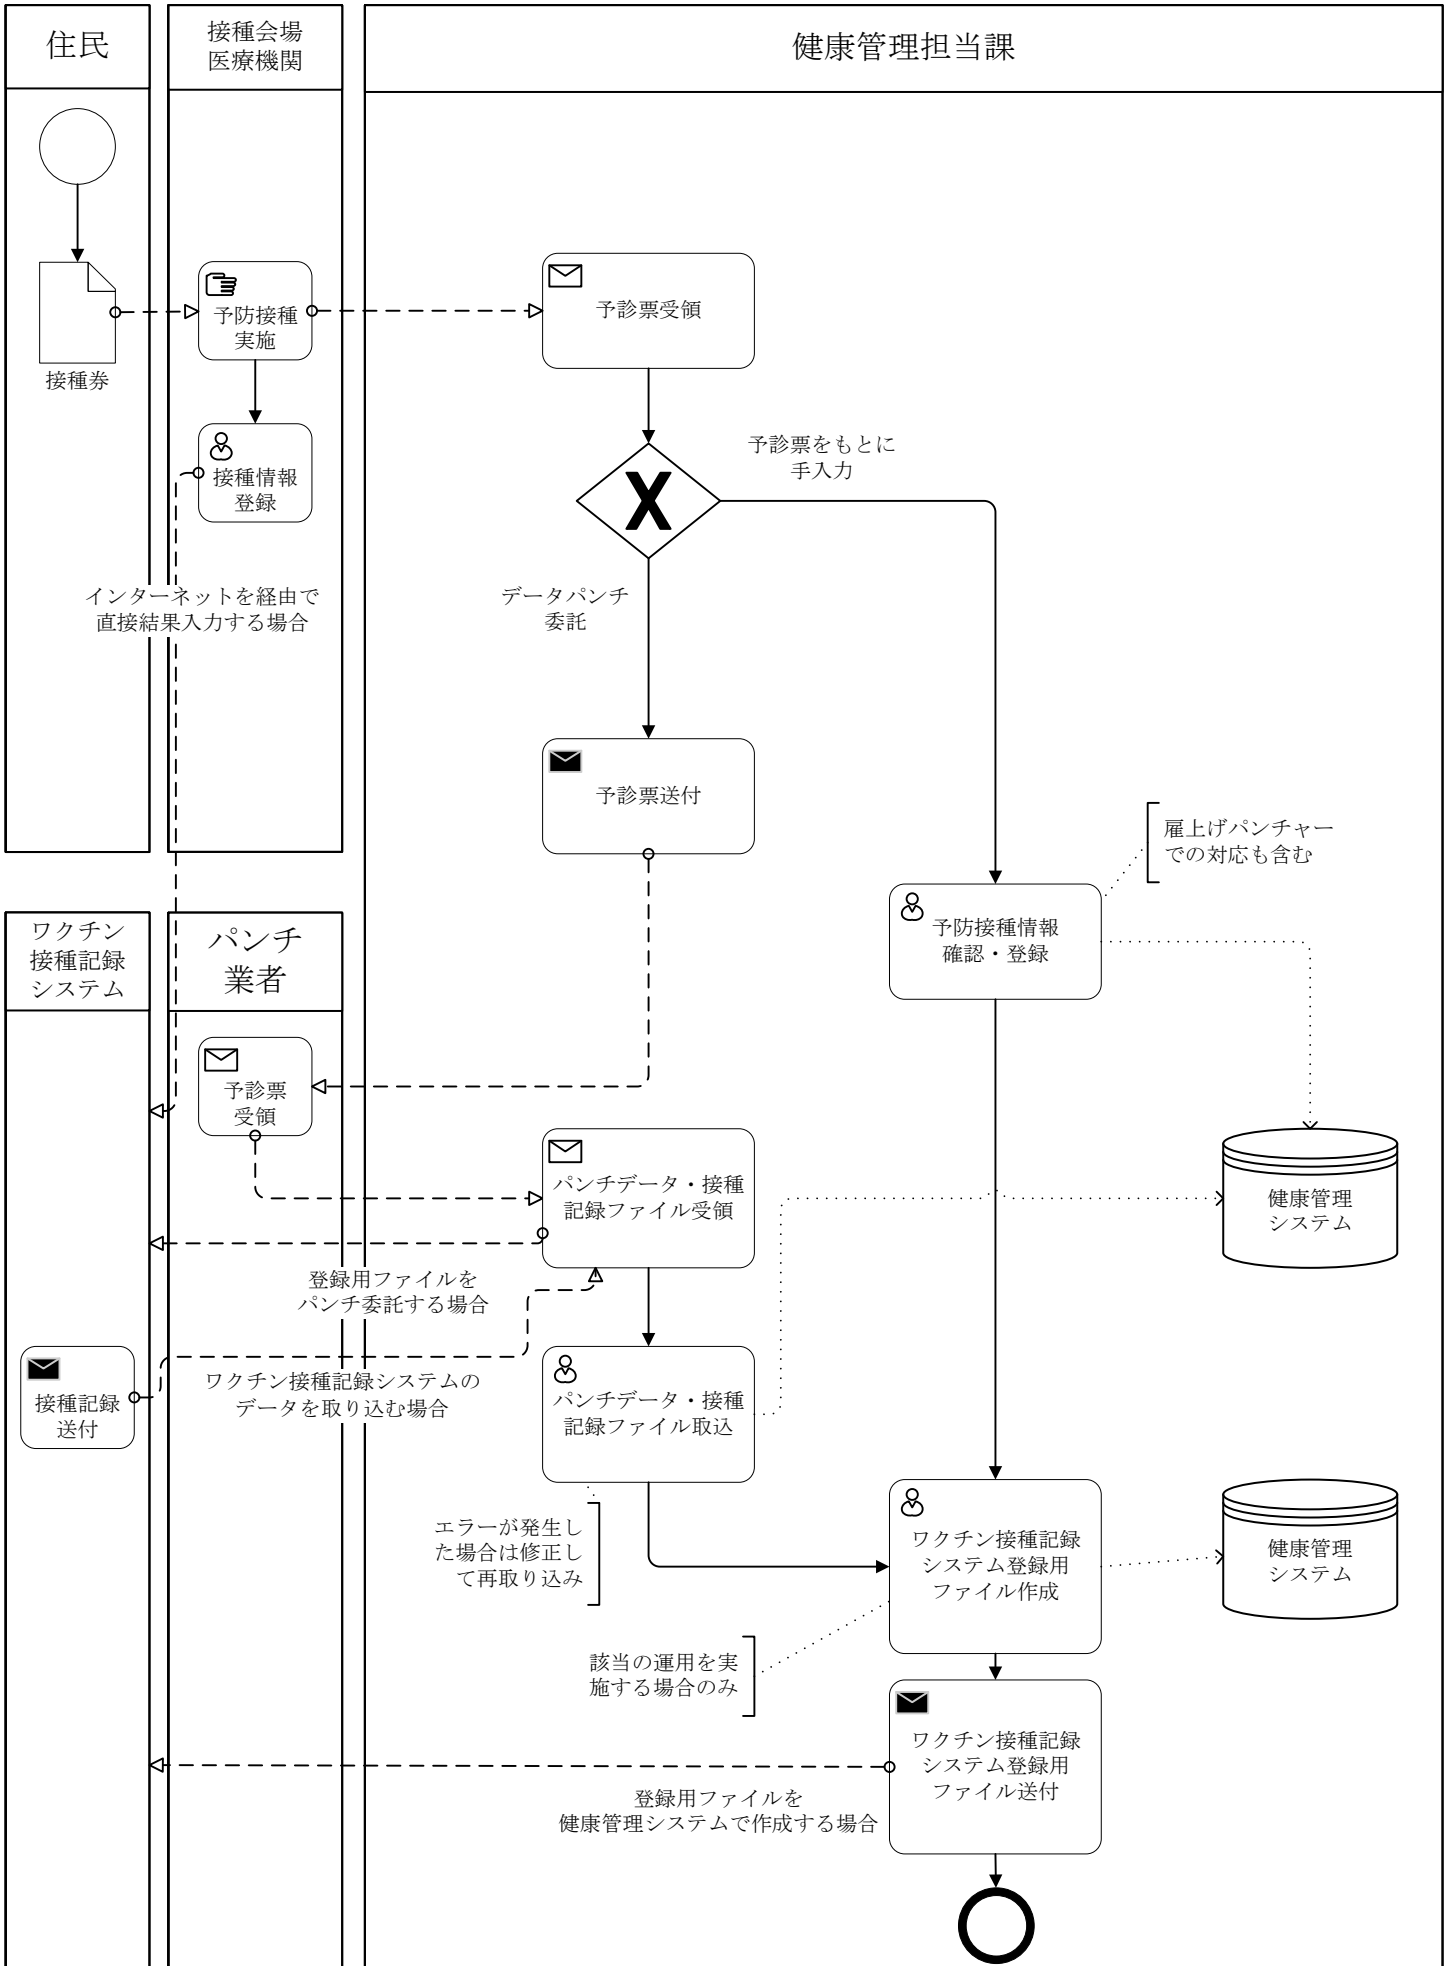 住民
接種会場
医療機関
健康管理担当課
接種券
予防接種
実施
予診票受領
接種情報
登録
予診票をもとに
手入力
インターネットを経由で
直接結果入力する場合
データパンチ
委託
予診票送付
雇上げパンチャー
での対応も含む
予防接種情報
確認・登録
ワクチン
接種記録
システム
パンチ
業者
予診票
受領
パンチデータ・接種
記録ファイル受領
健康管理
システム
登録用ファイルを
パンチ委託する場合
接種記録
送付
ワクチン接種記録システムの
データを取り込む場合
パンチデータ・接種
記録ファイル取込
エラーが発生し
た場合は修正し
て再取り込み
ワクチン接種記録
システム登録用
ファイル作成
健康管理
システム
該当の運用を実
施する場合のみ
ワクチン接種記録
システム登録用
ファイル送付
登録用ファイルを
健康管理システムで作成する場合